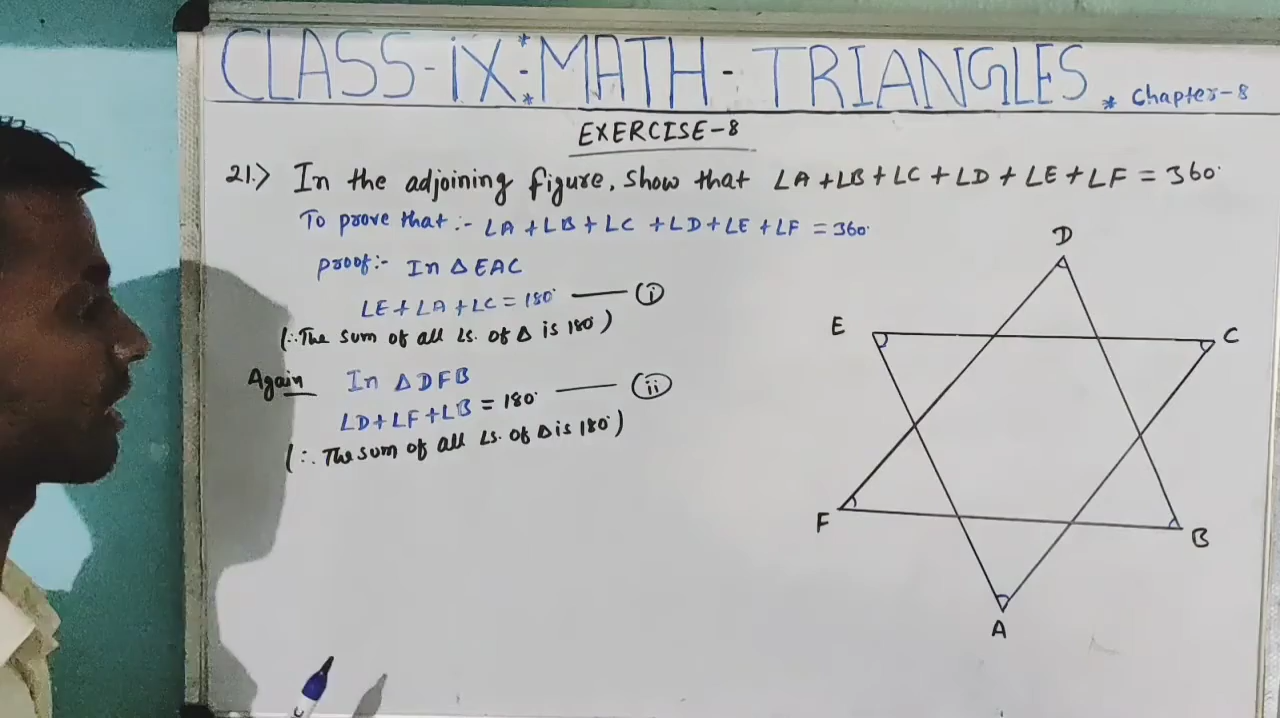 CLASS-iX:MATH-TRIANGLES * Chapter-8
EXERCISE-8
21.) In the adjoining figure, Show that ∠A+∠B+∠C+∠D+∠E+∠F=360°
To prove that:- ∠A+∠B+∠C+∠D+∠E+∠F=360°
proof:- In △EAC
∠E+∠A+∠C=180° —— (i)
(∴The sum of all ∠s. of △ is 180°)
Again In △DFB
∠D+∠F+∠B=180° —— (ii)
(∴ The sum of all ∠s. of △ is 180°)
D
E
C
F
B
A